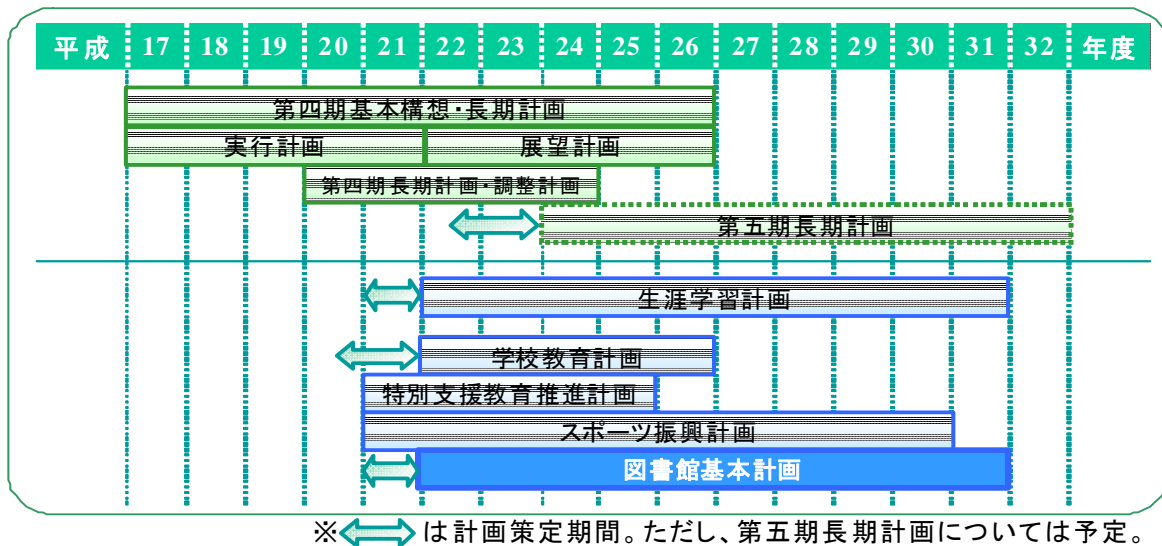 平成 17 18 19 20 21 22 23 24 25 26 27 28 29 30 31 32 年度
第四期基本構想・長期計画
実行計画 展望計画
第四期長期計画・調整計画
第五期長期計画
生涯学習計画
学校教育計画
特別支援教育推進計画
スポーツ振興計画
図書館基本計画
※ は計画策定期間。ただし、第五期長期計画については予定。